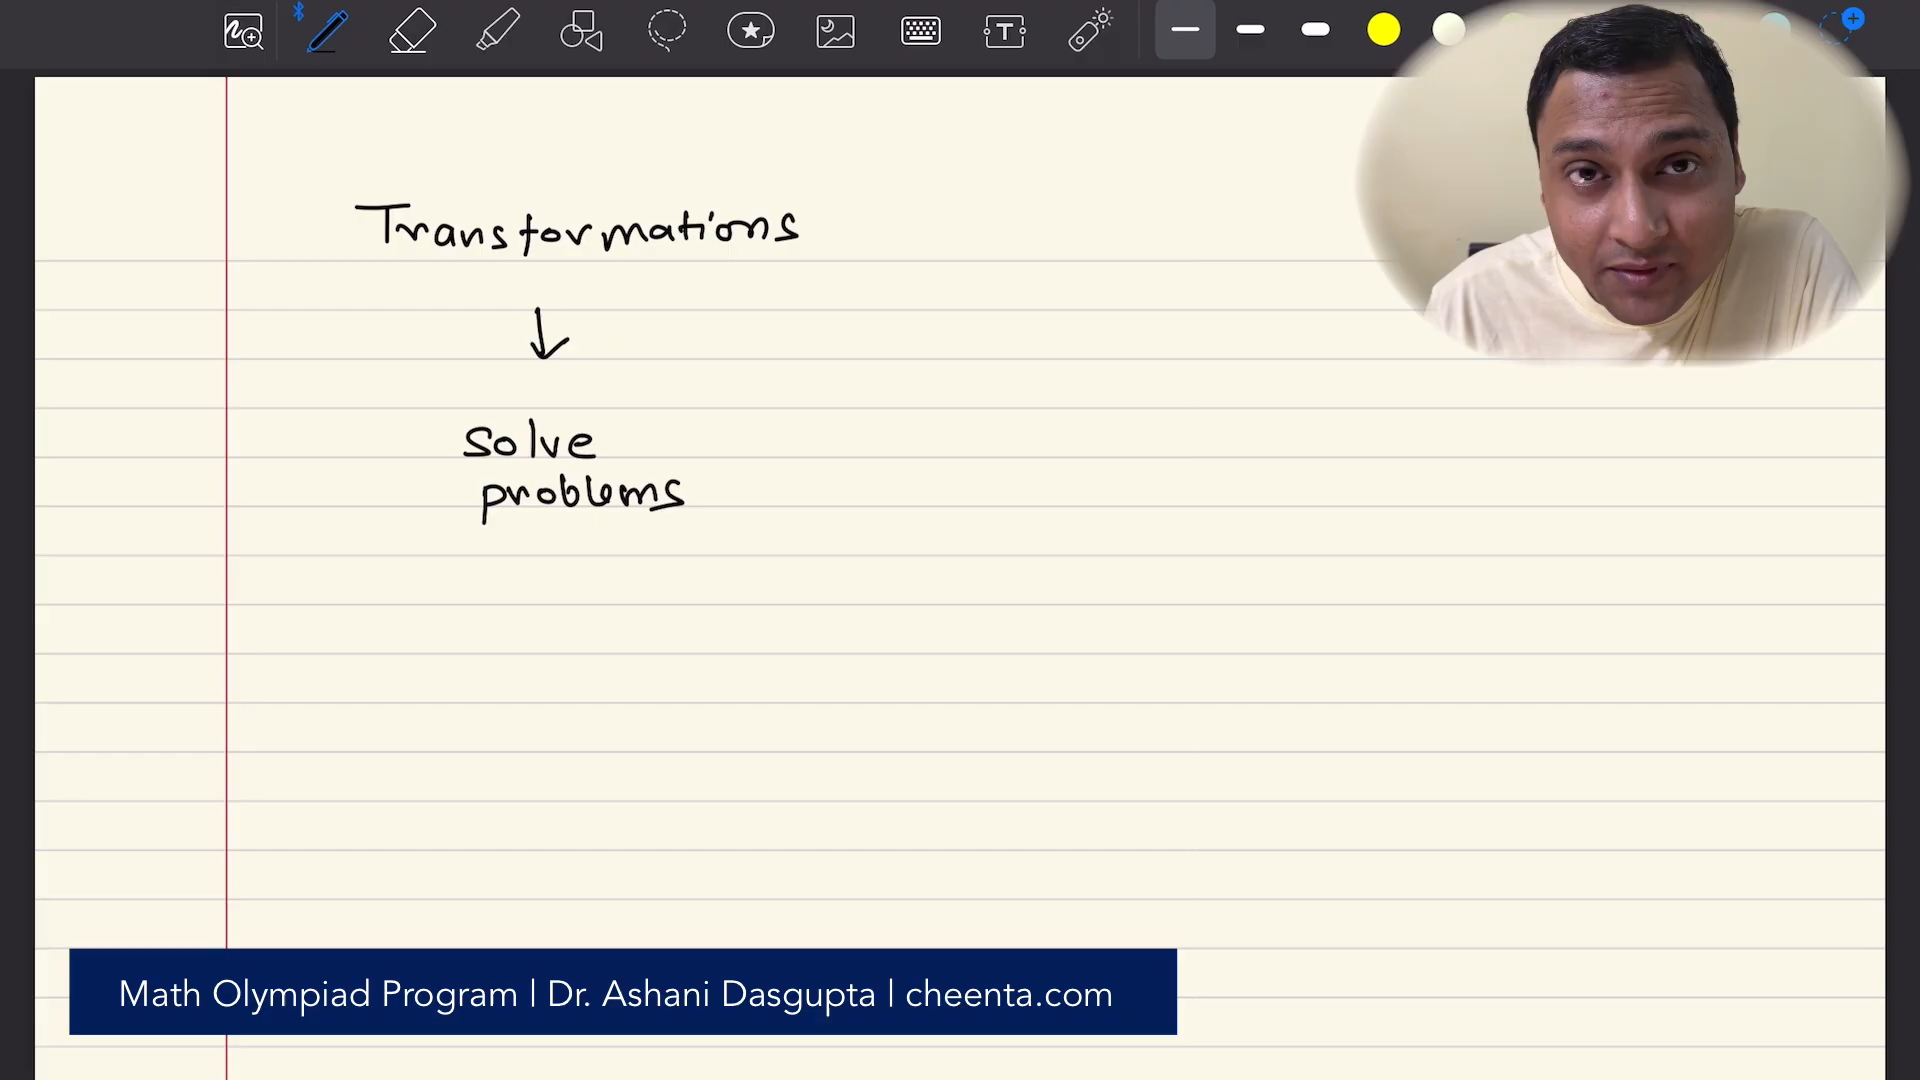 Transformations
↓
solve
problems
Math Olympiad Program | Dr. Ashani Dasgupta | cheenta.com